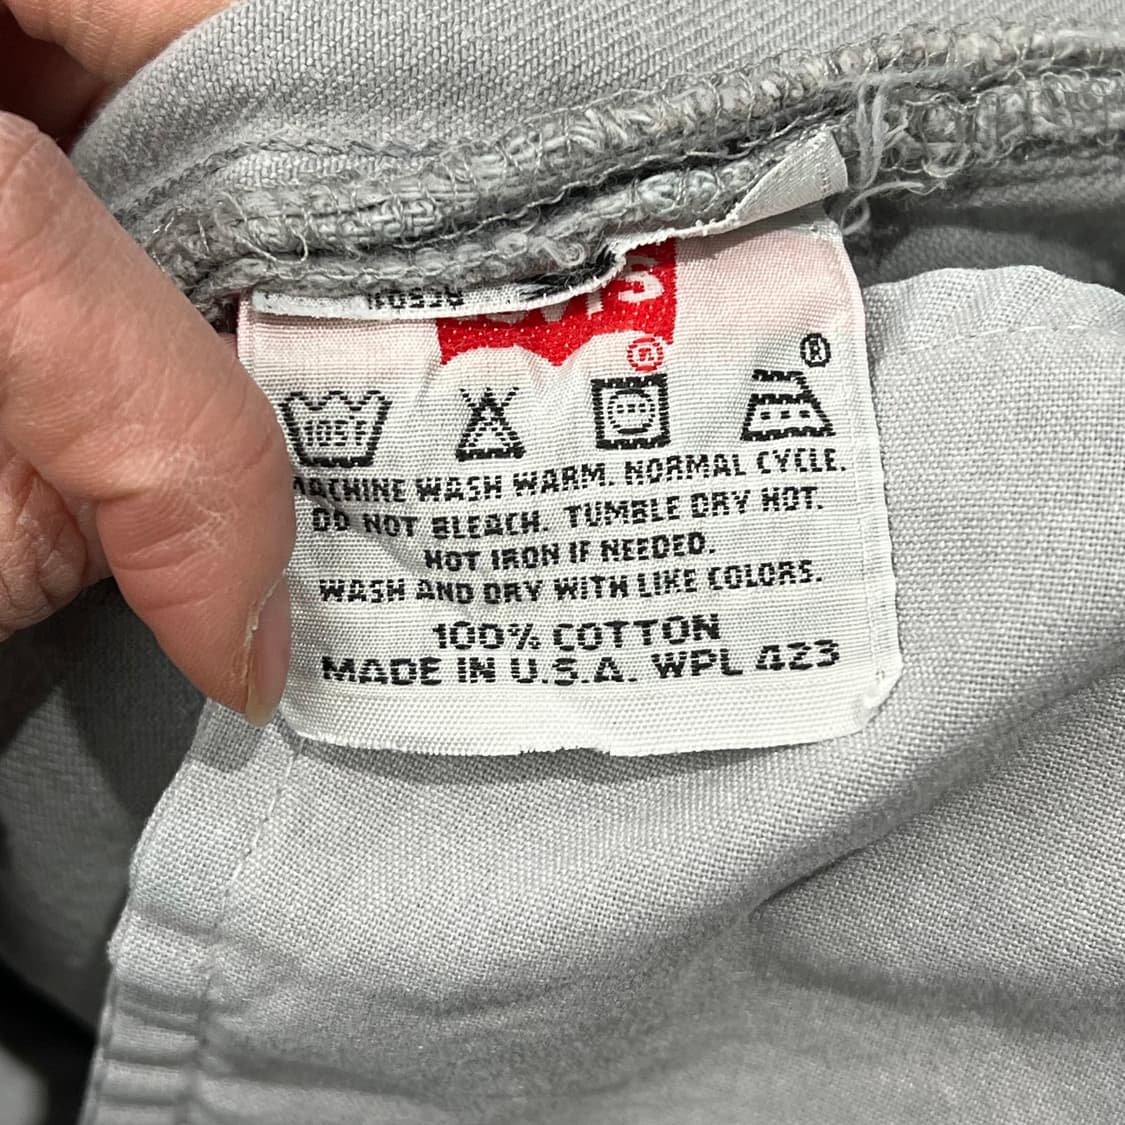 105F
®
®
MACHINE WASH WARM. NORMAL CYCLE.
DO NOT BLEACH. TUMBLE DRY HOT.
HOT IRON IF NEEDED.
WASH AND DRY WITH LIKE COLORS.
100% COTTON
MADE IN U.S.A. WPL 423